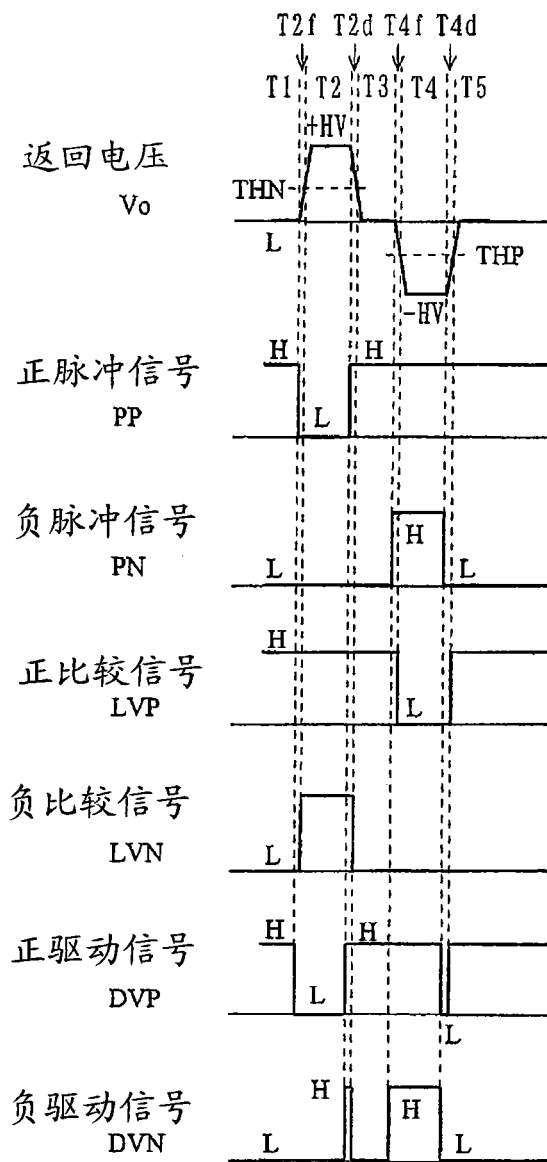 T2f T2d T4f T4d
T1 T2 T3 T4 T5
+HV
返回电压
THN
Vo
L
THP
-HV
H H
正脉冲信号
L
PP
负脉冲信号
H
PN
L L
H
正比较信号
LVP
L
负比较信号
LVN
L
H H
正驱动信号
DVP
L
L
负驱动信号
H
H
DVN
L L